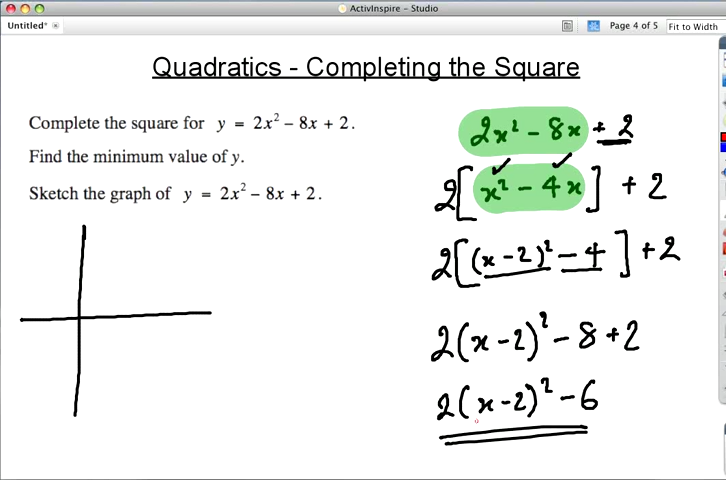 ActivInspire - Studio
Untitled*
Page 4 of 5
Fit to Width
Quadratics - Completing the Square
Complete the square for y = 2x² – 8x + 2.
Find the minimum value of y.
Sketch the graph of y = 2x² – 8x + 2.
2x² – 8x + 2
2[x² – 4x] + 2
2[(x – 2)² – 4] + 2
2(x – 2)² – 8 + 2
2(x – 2)² – 6